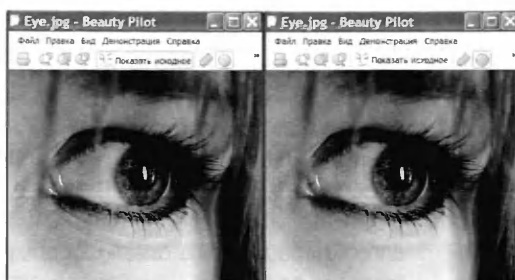 Eye.jpg - Beauty Pilot
Файл Правка Вид Демонстрация Справка
Показать исходное
Eye.jpg - Beauty Pilot
Файл Правка Вид Демонстрация Справка
Показать исходное